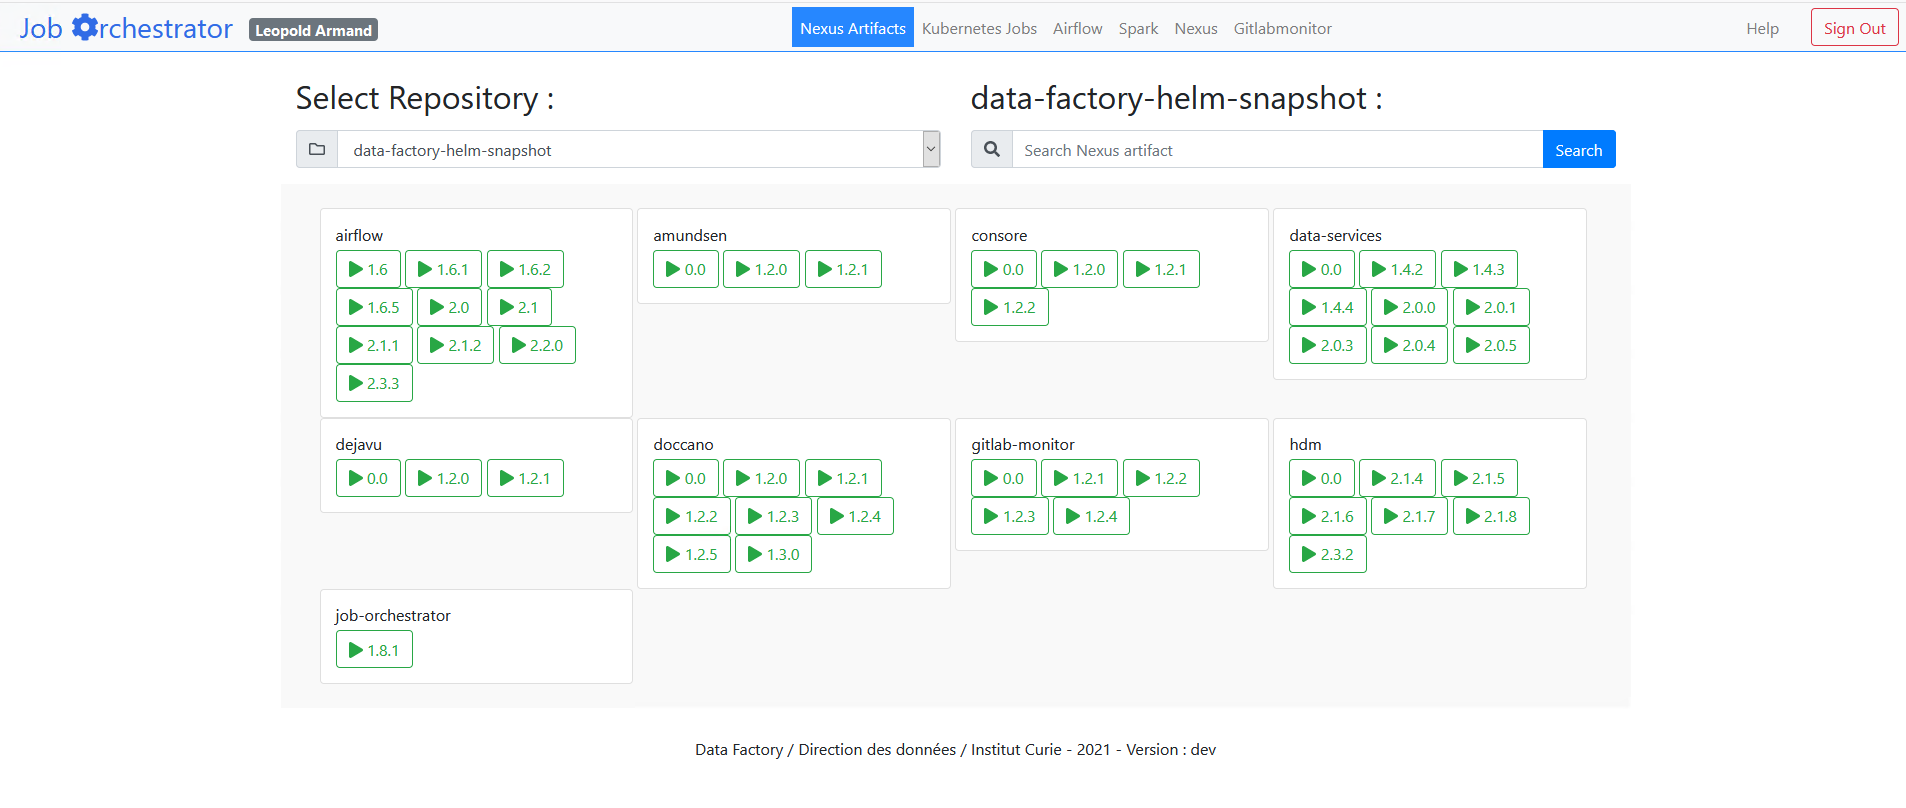 Job Orchestrator Leopold Armand Nexus Artifacts Kubernetes Jobs Airflow Spark Nexus Gitlabmonitor Help Sign Out
Select Repository :
data-factory-helm-snapshot
data-factory-helm-snapshot :
Search Nexus artifact Search
airflow
1.6 1.6.1 1.6.2
1.6.5 2.0 2.1
2.1.1 2.1.2 2.2.0
2.3.3
amundsen
0.0 1.2.0 1.2.1
consore
0.0 1.2.0 1.2.1
1.2.2
data-services
0.0 1.4.2 1.4.3
1.4.4 2.0.0 2.0.1
2.0.3 2.0.4 2.0.5
dejavu
0.0 1.2.0 1.2.1
doccano
0.0 1.2.0 1.2.1
1.2.2 1.2.3 1.2.4
1.2.5 1.3.0
gitlab-monitor
0.0 1.2.1 1.2.2
1.2.3 1.2.4
hdm
0.0 2.1.4 2.1.5
2.1.6 2.1.7 2.1.8
2.3.2
job-orchestrator
1.8.1
Data Factory / Direction des données / Institut Curie - 2021 - Version : dev